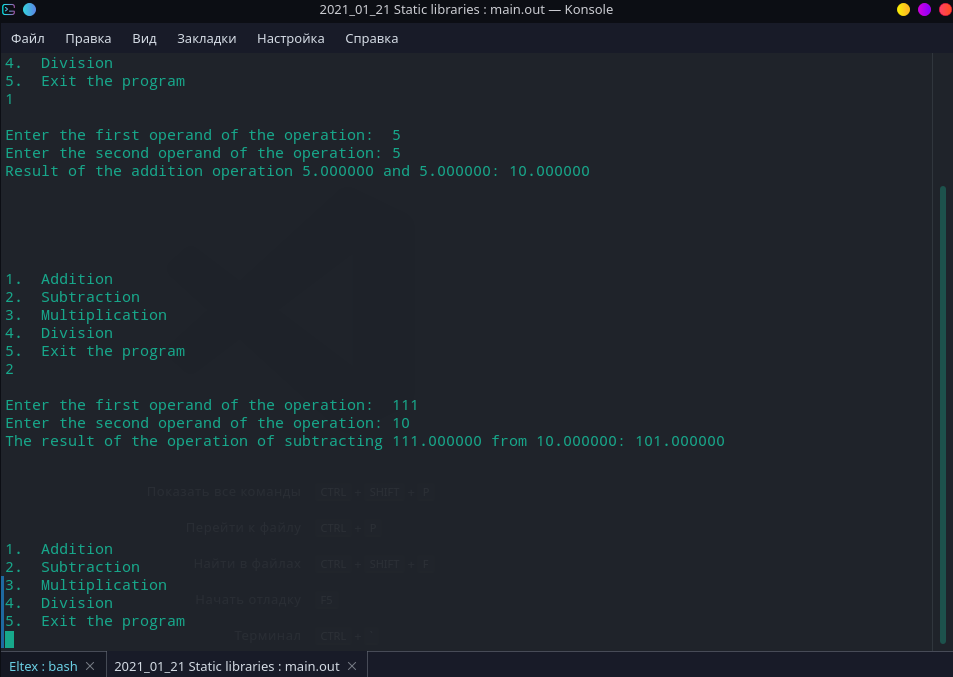 2021_01_21 Static libraries : main.out — Konsole
Файл Правка Вид Закладки Настройка Справка
4. Division
5. Exit the program
1
Enter the first operand of the operation: 5
Enter the second operand of the operation: 5
Result of the addition operation 5.000000 and 5.000000: 10.000000
1. Addition
2. Subtraction
3. Multiplication
4. Division
5. Exit the program
2
Enter the first operand of the operation: 111
Enter the second operand of the operation: 10
The result of the operation of subtracting 111.000000 from 10.000000: 101.000000
Показать все команды CTRL + SHIFT + P
Перейти к файлу CTRL + P
1. Addition
2. Subtraction
Найти в файлах CTRL + SHIFT + F
3. Multiplication
4. Division
Начать отладку F5
5. Exit the program
Терминал CTRL +
Eltex : bash
2021_01_21 Static libraries : main.out